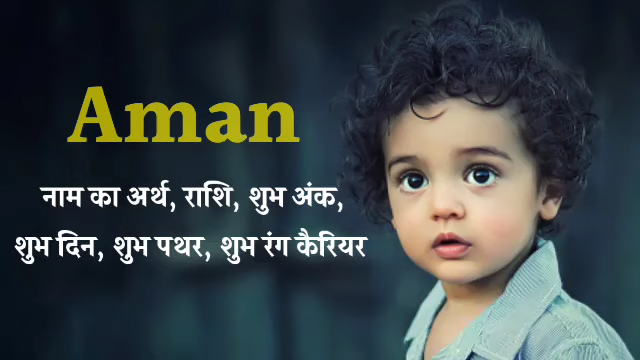 Aman
नाम का अर्थ, राशि, शुभ अंक,
शुभ दिन, शुभ पथर, शुभ रंग कैरियर